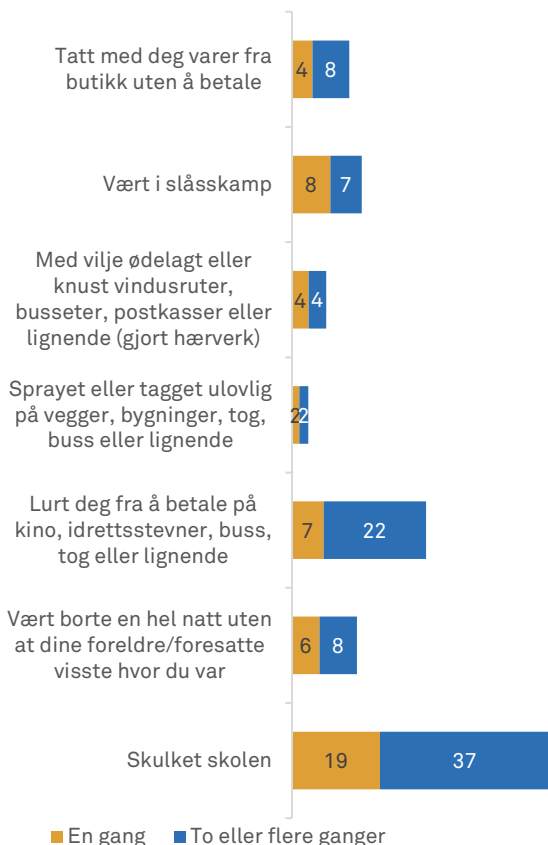 Tatt med deg varer fra
butikk uten å betale
4 8
Vært i slåsskamp
8 7
Med vilje ødelagt eller
knust vindusruter,
busseter, postkasser eller
lignende (gjort hærverk)
4 4
Sprayet eller tagget ulovlig
på vegger, bygninger, tog,
buss eller lignende
2 2
Lurt deg fra å betale på
kino, idrettsstevner, buss,
tog eller lignende
7 22
Vært borte en hel natt uten
at dine foreldre/foresatte
visste hvor du var
6 8
Skulket skolen
19 37
En gang To eller flere ganger